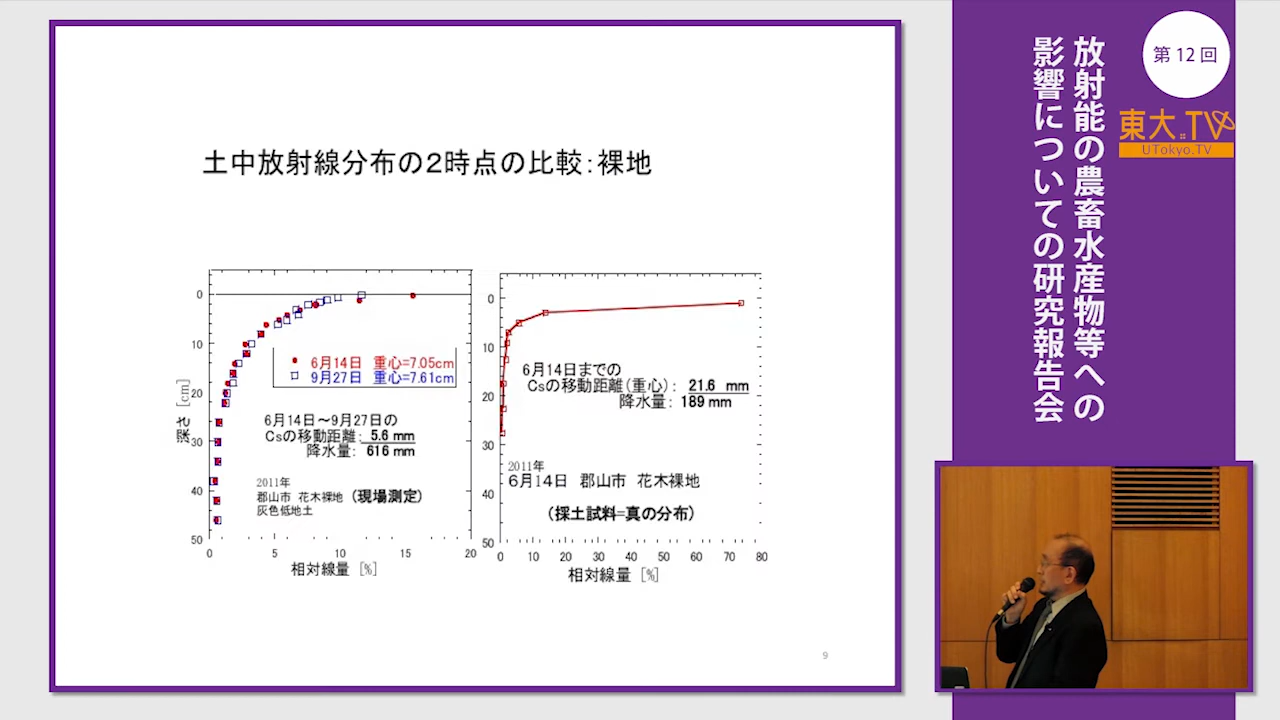 土中放射線分布の２時点の比較：裸地
0
10
20
30
40
50
深さ [cm]
0 5 10 15 20
相対線量 [%]
6月14日 重心=7.05cm
9月27日 重心=7.61cm
6月14日～9月27日の
Csの移動距離: 5.6 mm
降水量: 616 mm
2011年
郡山市 花木裸地（現場測定）
灰色低地土
0
10
20
30
40
50
0 10 20 30 40 50 60 70 80
相対線量 [%]
6月14日までの
Csの移動距離(重心): 21.6 mm
降水量: 189 mm
2011年
6月14日 郡山市 花木裸地
（採土試料=真の分布）
9
第 12 回
放射能の農畜水産物等への
影響についての研究報告会
東大.TV
UTokyo.TV